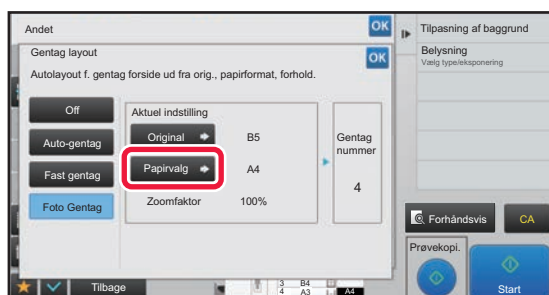 Andet
OK
Gentag layout
OK
Autolayout f. gentag forside ud fra orig., papirformat, forhold.
Off
Auto-gentag
Fast gentag
Foto Gentag
Aktuel indstilling
Original
B5
Papirvalg
A4
Zoomfaktor
100%
Gentag
nummer
4
Tilbage
3 B4
4 A3
A4
Tilpasning af baggrund
Belysning
Vælg type/eksponering
Forhåndsvis
CA
Prøvekopi.
Start